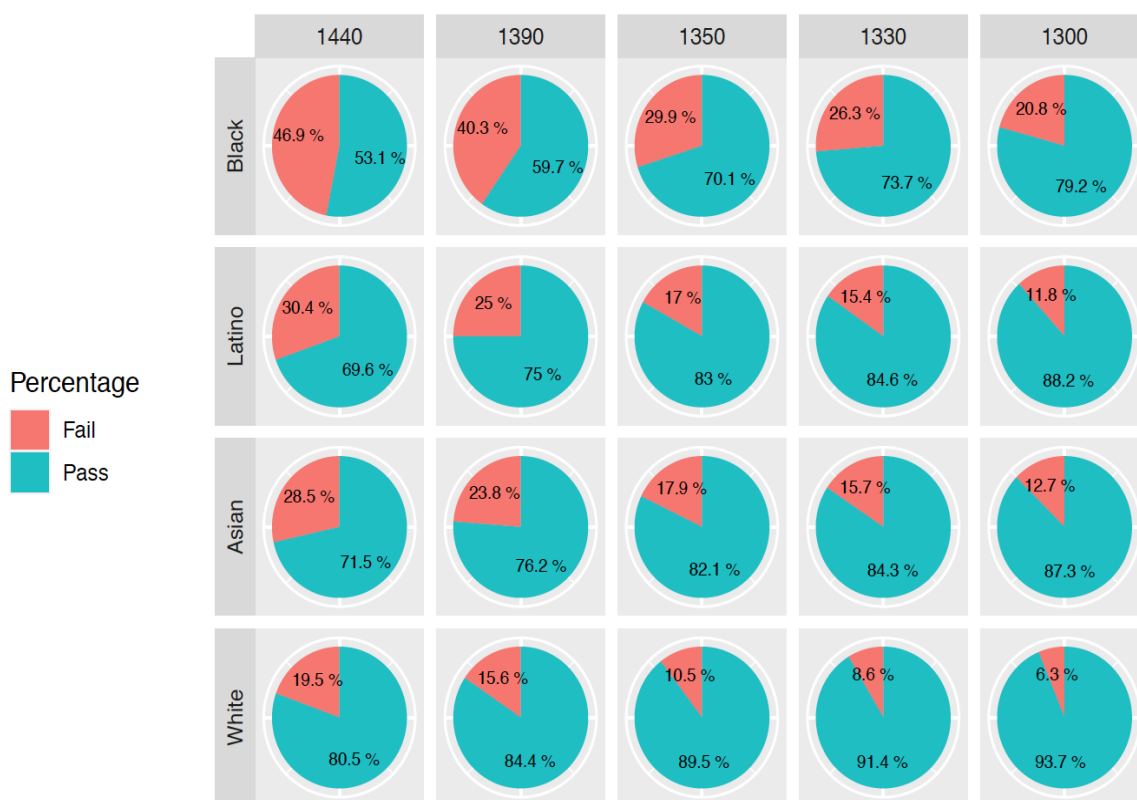 1440 1390 1350 1330 1300
Black
46.9 % 53.1 % 40.3 % 59.7 % 29.9 % 70.1 % 26.3 % 73.7 % 20.8 % 79.2 %
Latino
30.4 % 69.6 % 25 % 75 % 17 % 83 % 15.4 % 84.6 % 11.8 % 88.2 %
Percentage
Fail
Pass
Asian
28.5 % 71.5 % 23.8 % 76.2 % 17.9 % 82.1 % 15.7 % 84.3 % 12.7 % 87.3 %
White
19.5 % 80.5 % 15.6 % 84.4 % 10.5 % 89.5 % 8.6 % 91.4 % 6.3 % 93.7 %